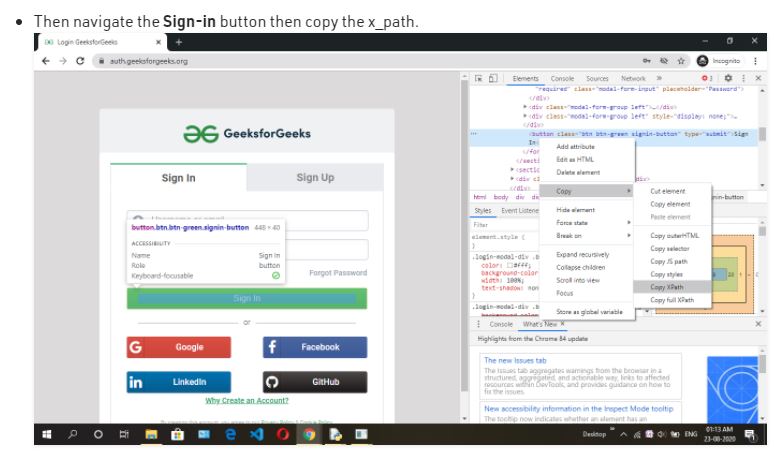 Then navigate the Sign-in button then copy the x_path.
Login GeeksforGeeks
auth.geeksforgeeks.org
Incognito
GeeksforGeeks
Sign In
Sign Up
Username or email
button.btn.btn-green.signin-button 448 × 40
ACCESSIBILITY
Name Sign In
Role button
Keyboard-focusable
Forgot Password
Sign In
or
Google
Facebook
LinkedIn
GitHub
Why Create an Account?
Elements Console Sources Network »
3
"required" class="modal-form-input" placeholder="Password">
</div>
<div class="modal-form-group left">…</div>
<div class="modal-form-group left" style="display: none;">…
</div>
<button class="btn btn-green signin-button" type="submit">Sign
In
</div>
html body div
Add attribute
Edit as HTML
Delete element
Copy
Hide element
Force state
Break on
Expand recursively
Collapse children
Scroll into view
Focus
Store as global variable
Cut element
Copy element
Paste element
Copy outerHTML
Copy selector
Copy JS path
Copy styles
Copy XPath
Copy full XPath
Styles Event Listene
Filter
element.style {
}
.login-modal-div .b
color: #fff;
background-color
width: 100%;
text-shadow: non
}
.login-modal-div .b
Console What's New ×
Highlights from the Chrome 84 update
The new Issues tab
The Issues tab aggregates warnings from the browser in a
structured, aggregated, and actionable way, links to affected
resources within DevTools, and provides guidance on how to
fix the issues.
New accessibility information in the Inspect Mode tooltip
The tooltip now indicates whether an element has an
Desktop
ENG
01:13 AM
23-08-2020